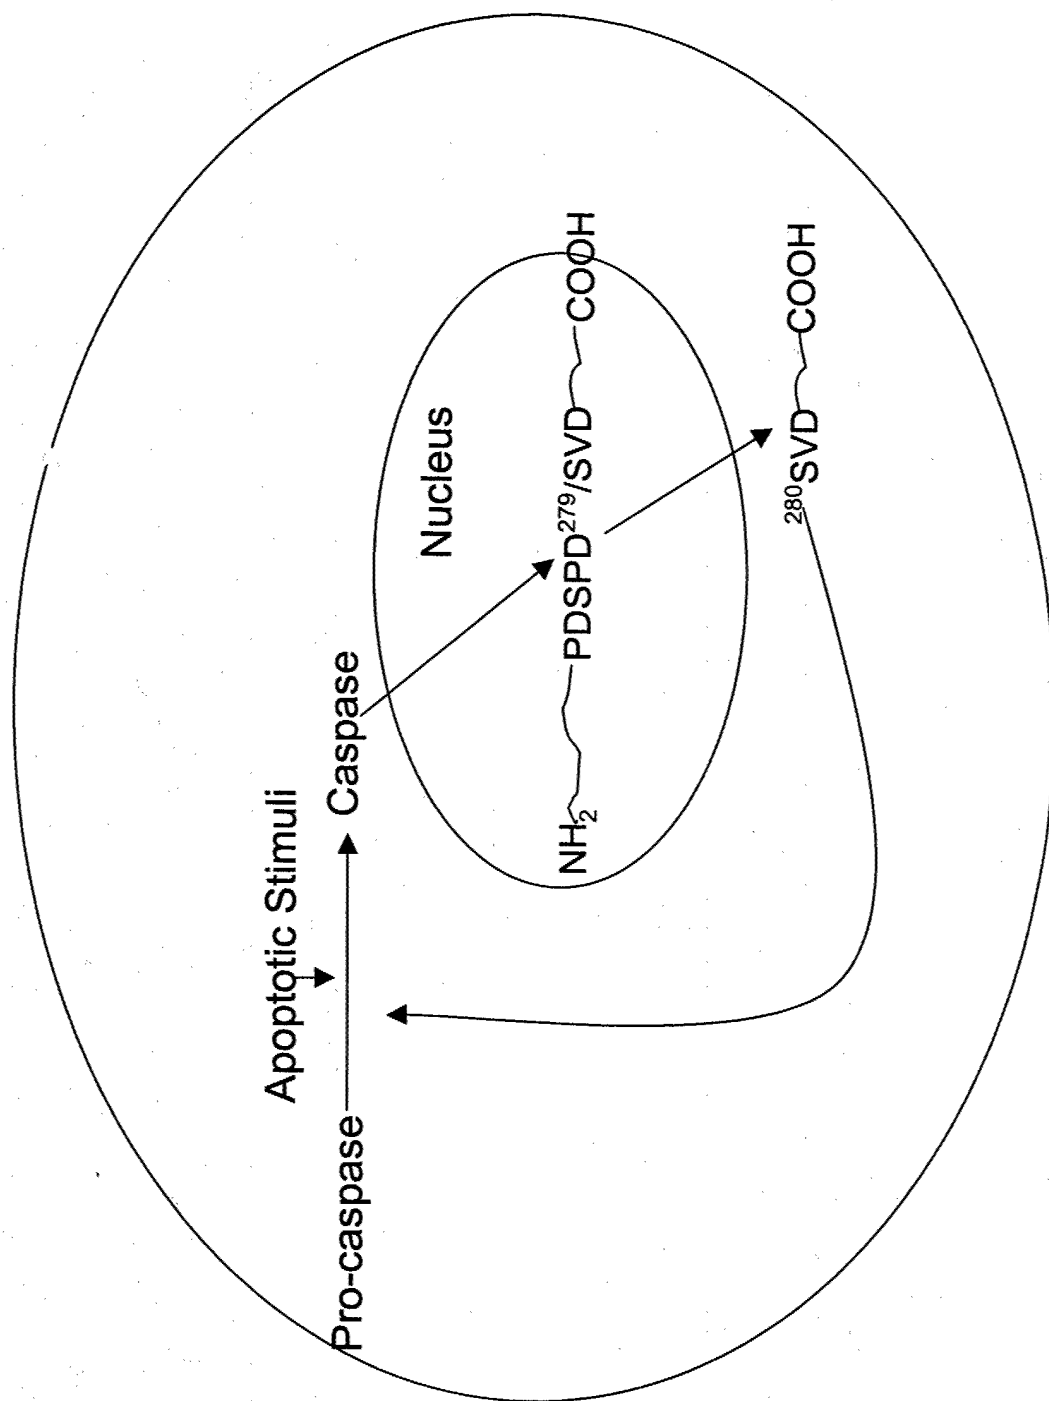 Apoptotic Stimuli
Pro-caspase
Caspase
Nucleus
NH₂
PDSPD²⁷⁹/SVD
COOH
²⁸⁰SVD
COOH